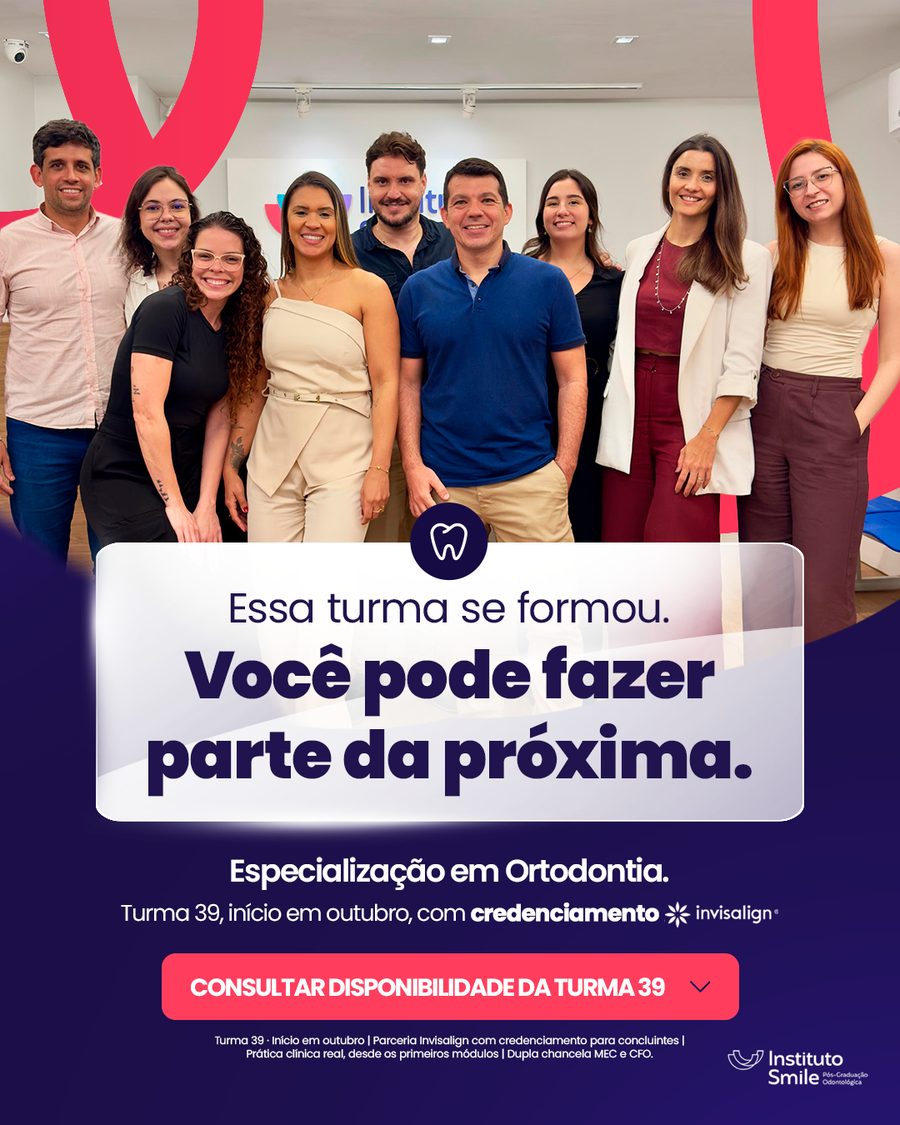 Essa turma se formou.
Você pode fazer
parte da próxima.
Especialização em Ortodontia.
Turma 39, início em outubro, com credenciamento invisalign®
CONSULTAR DISPONIBILIDADE DA TURMA 39
Turma 39 · Início em outubro | Parceria Invisalign com credenciamento para concluintes |
Prática clínica real, desde os primeiros módulos | Dupla chancela MEC e CFO.
Instituto
Smile Pós-Graduação
Odontológica